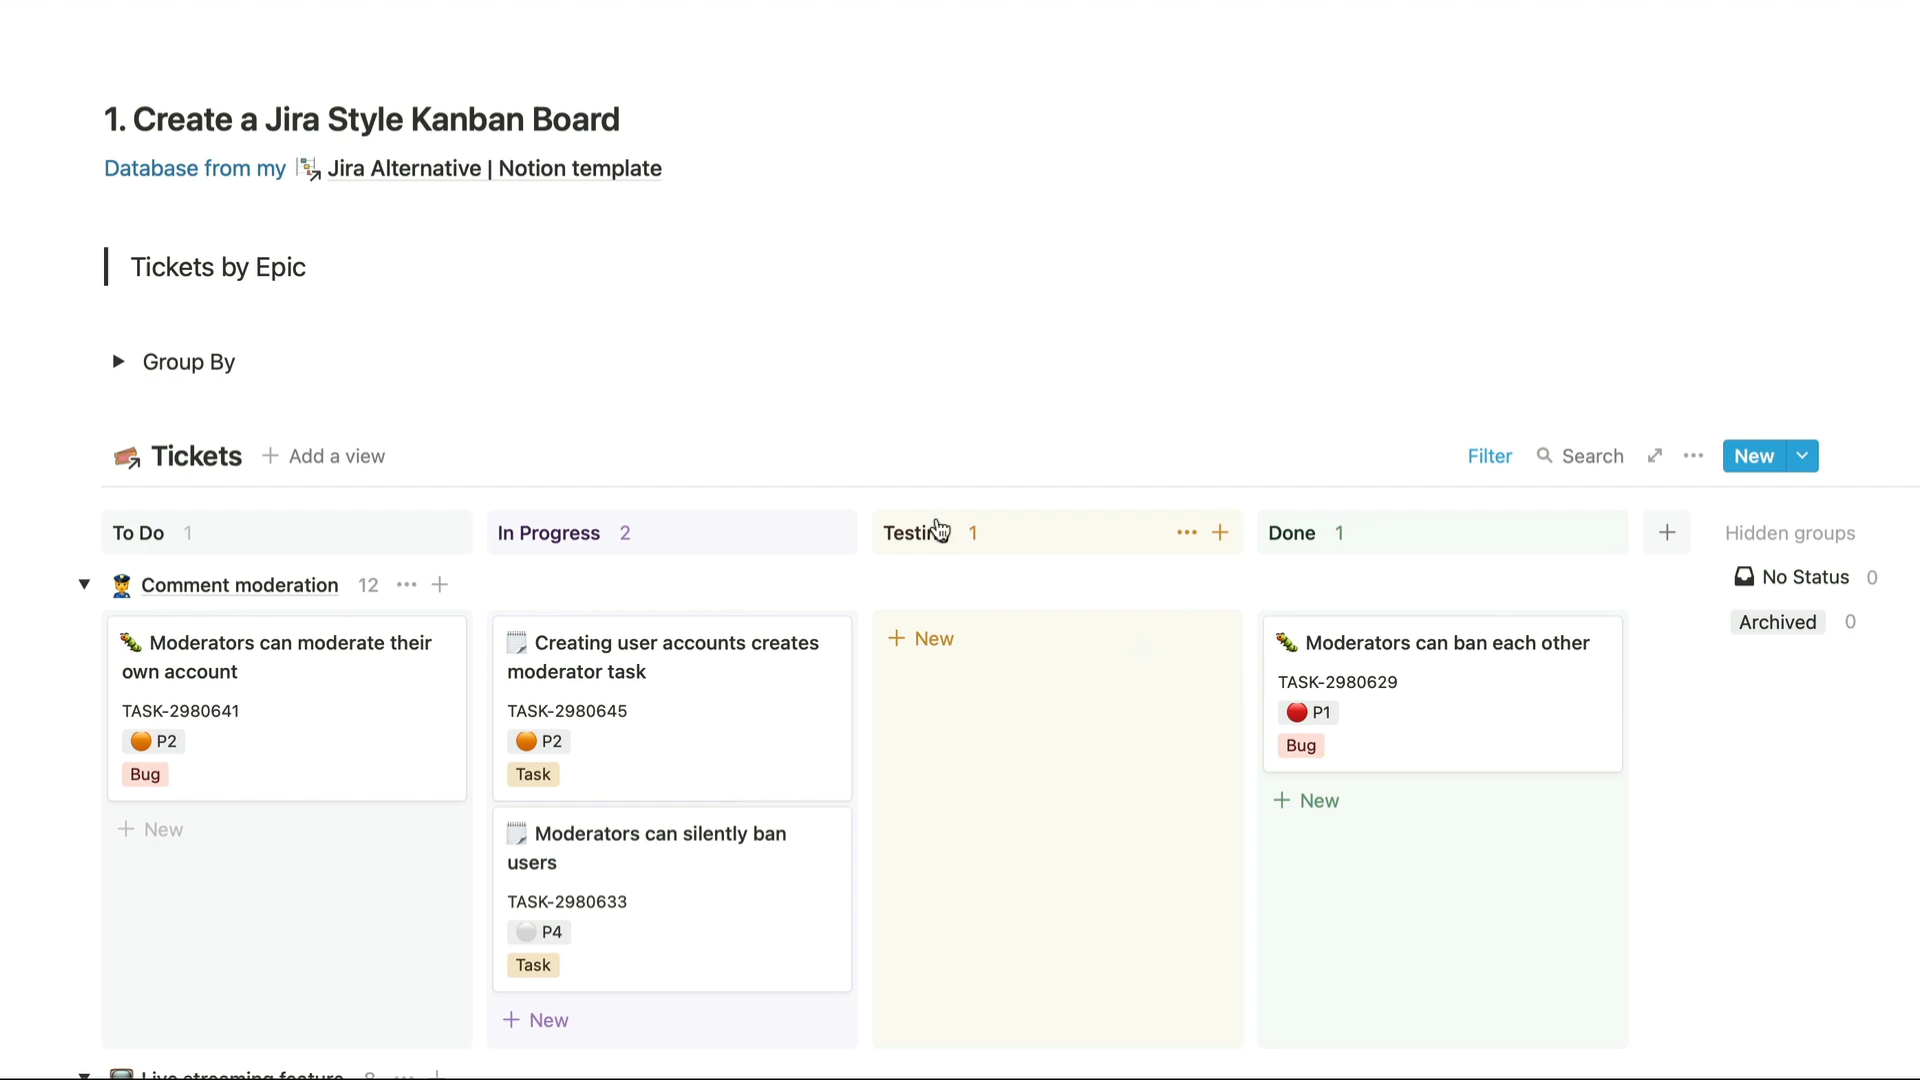 1. Create a Jira Style Kanban Board
Database from my Jira Alternative | Notion template
Tickets by Epic
Group By
Tickets + Add a view
Filter Search ••• New
To Do 1
In Progress 2
Testing 1 ••• +
Done 1
+
Hidden groups
No Status 0
Archived 0
Comment moderation 12 ••• +
Moderators can moderate their
own account
TASK-2980641
P2
Bug
+ New
Creating user accounts creates
moderator task
TASK-2980645
P2
Task
Moderators can silently ban
users
TASK-2980633
P4
Task
+ New
+ New
Moderators can ban each other
TASK-2980629
P1
Bug
+ New
Live streaming feature 8 ••• +